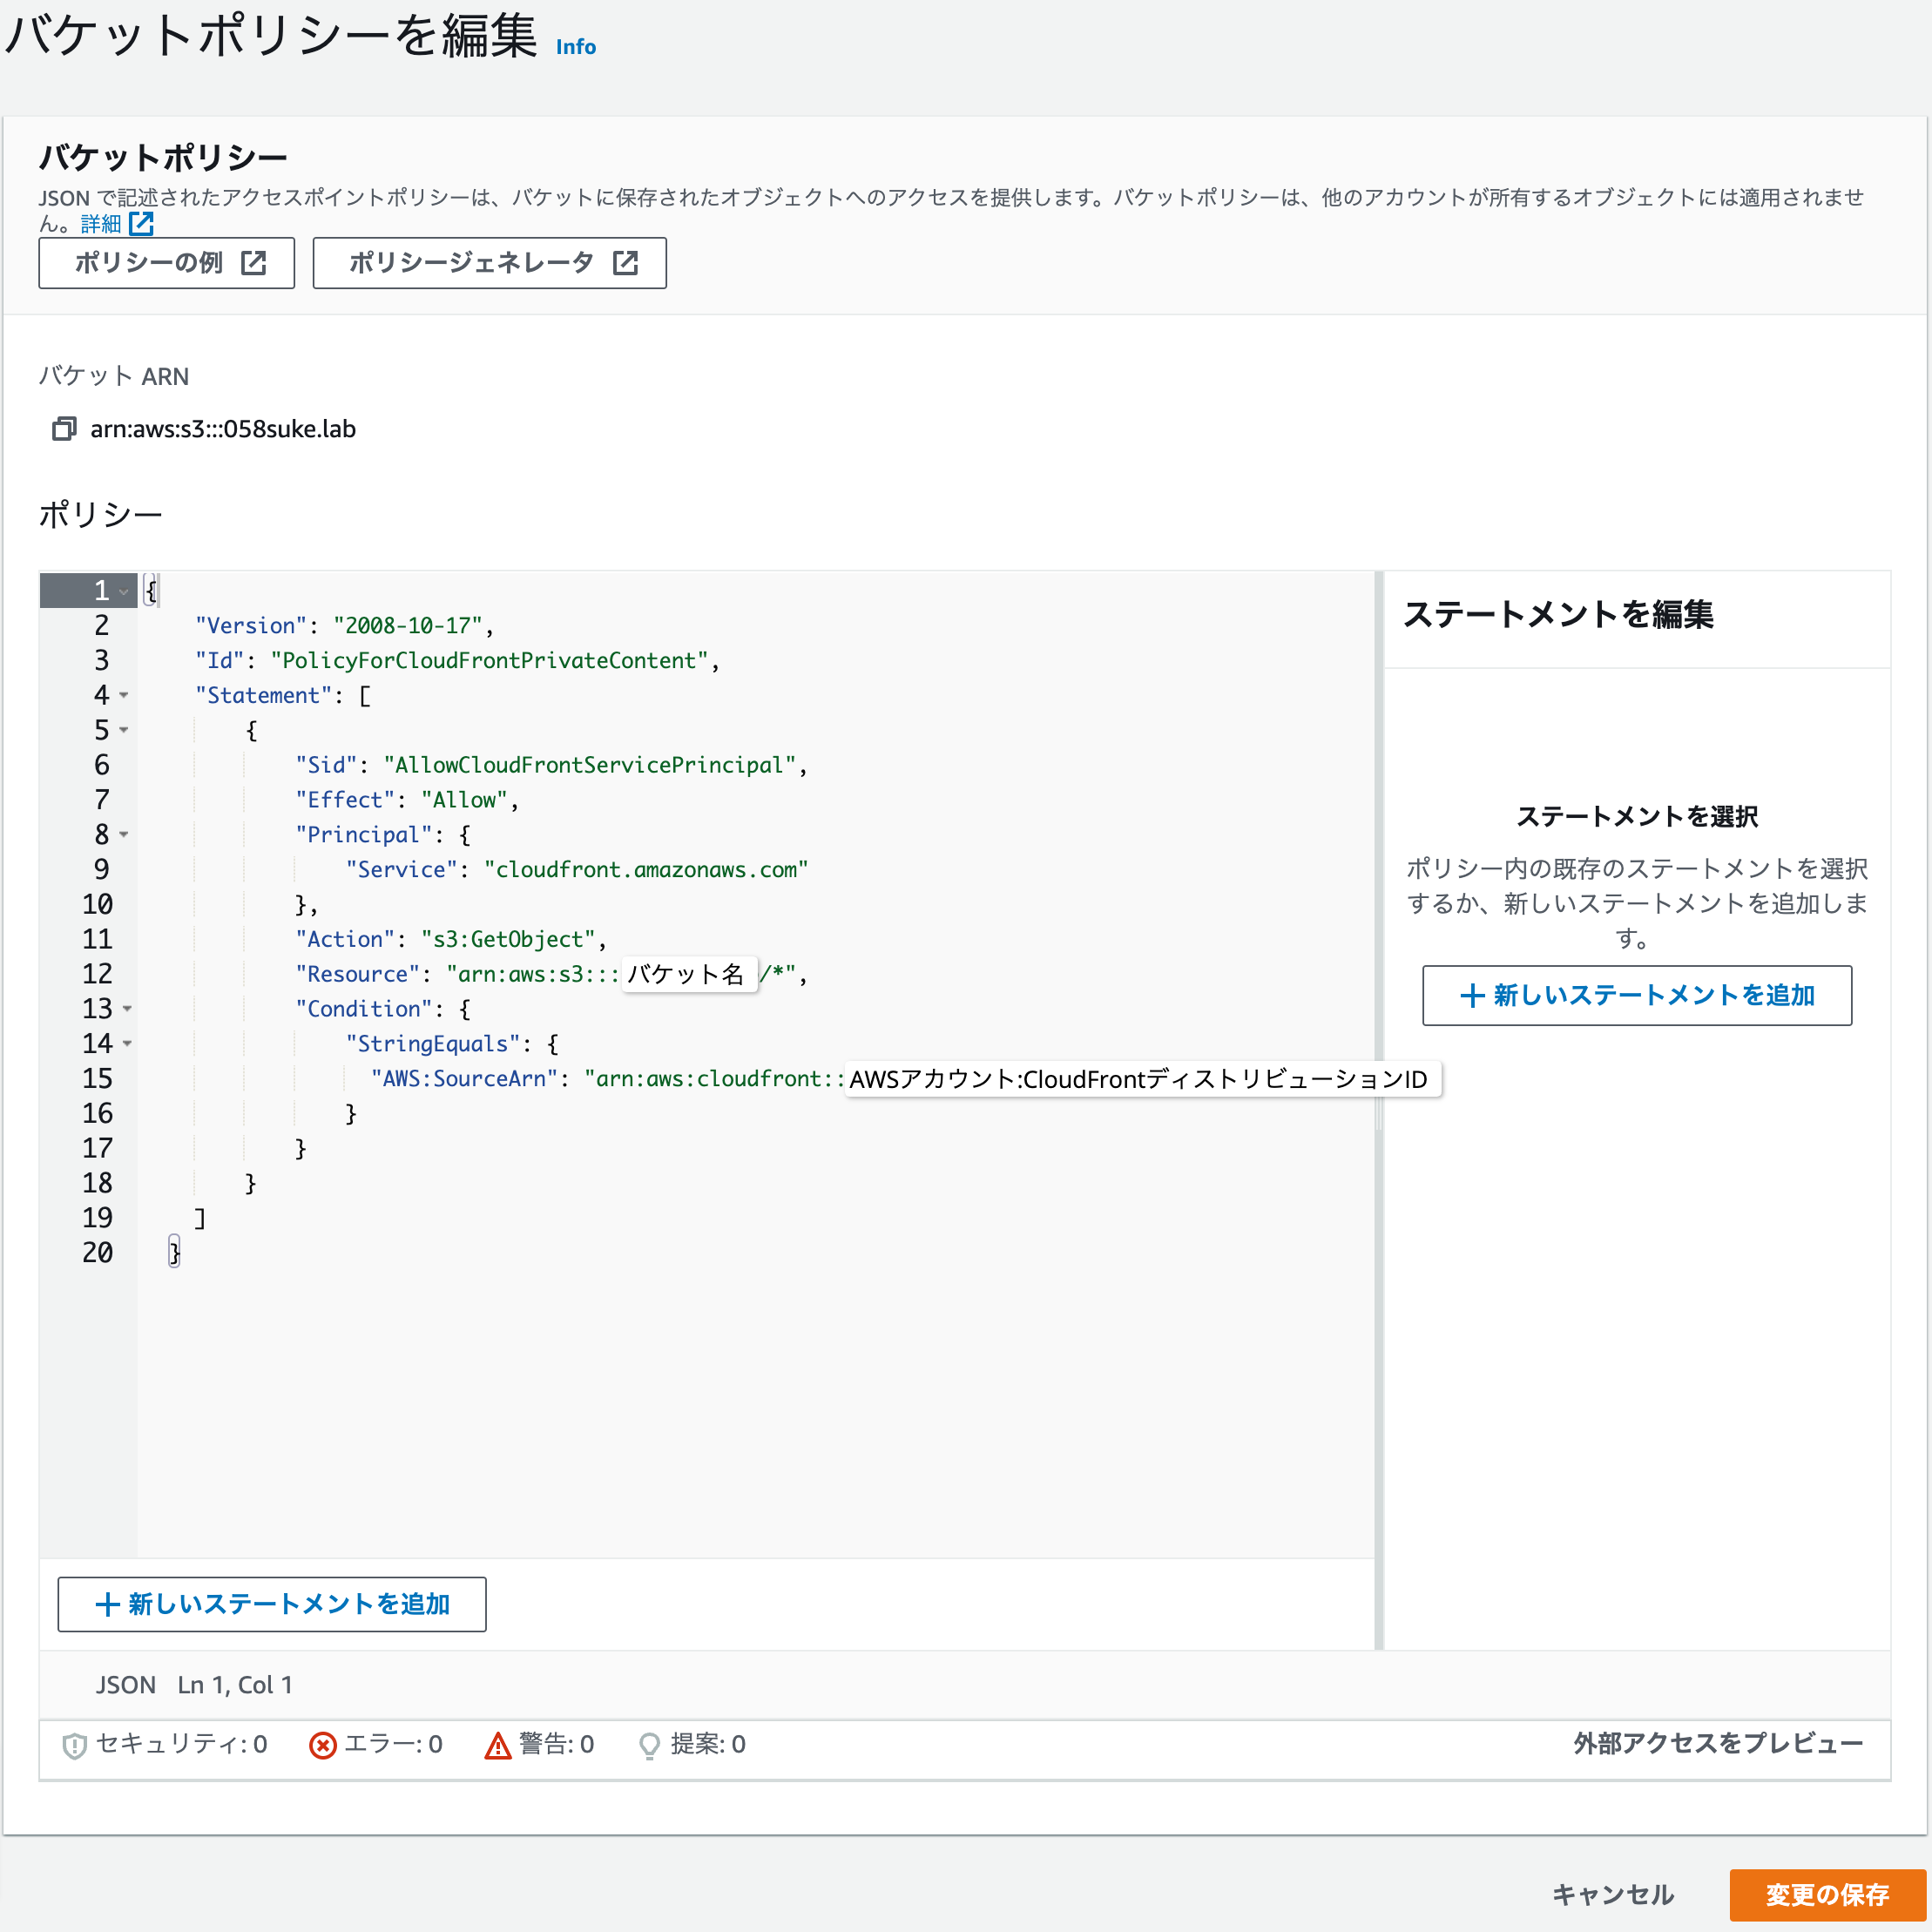 バケットポリシーを編集 Info
バケットポリシー
JSON で記述されたアクセスポイントポリシーは、バケットに保存されたオブジェクトへのアクセスを提供します。バケットポリシーは、他のアカウントが所有するオブジェクトには適用されませ
ん。詳細
ポリシーの例 ポリシージェネレータ
バケット ARN
arn:aws:s3:::058suke.lab
ポリシー
1 {
2 "Version": "2008-10-17",
3 "Id": "PolicyForCloudFrontPrivateContent",
4 "Statement": [
5 {
6 "Sid": "AllowCloudFrontServicePrincipal",
7 "Effect": "Allow",
8 "Principal": {
9 "Service": "cloudfront.amazonaws.com"
10 },
11 "Action": "s3:GetObject",
12 "Resource": "arn:aws:s3:::バケット名/*",
13 "Condition": {
14 "StringEquals": {
15 "AWS:SourceArn": "arn:aws:cloudfront::AWSアカウント:CloudFrontディストリビューションID
16 }
17 }
18 }
19 ]
20 }
ステートメントを編集
ステートメントを選択
ポリシー内の既存のステートメントを選択
するか、新しいステートメントを追加しま
す。
+ 新しいステートメントを追加
+ 新しいステートメントを追加
JSON Ln 1, Col 1
セキュリティ: 0 エラー: 0 警告: 0 提案: 0 外部アクセスをプレビュー
キャンセル 変更の保存